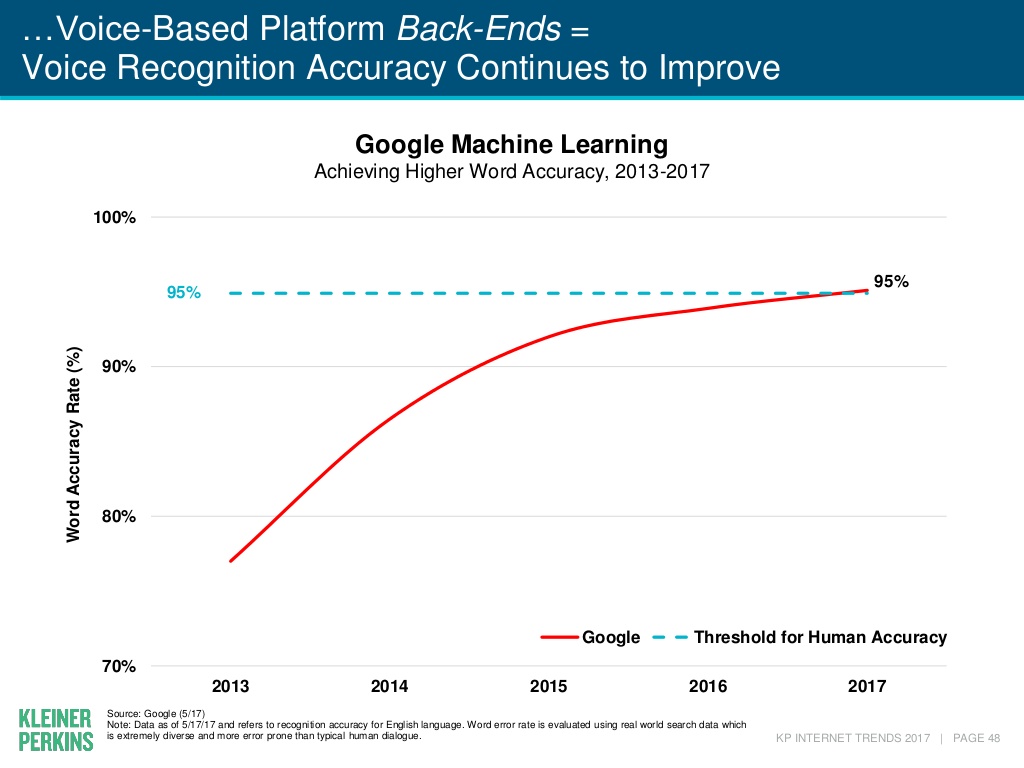 …Voice-Based Platform Back-Ends =
Voice Recognition Accuracy Continues to Improve
Google Machine Learning
Achieving Higher Word Accuracy, 2013-2017
100%
95%
95%
90%
Word Accuracy Rate (%)
80%
Google
Threshold for Human Accuracy
70%
2013
2014
2015
2016
2017
KLEINER
PERKINS
Source: Google (5/17)
Note: Data as of 5/17/17 and refers to recognition accuracy for English language. Word error rate is evaluated using real world search data which
is extremely diverse and more error prone than typical human dialogue.
KP INTERNET TRENDS 2017 | PAGE 48